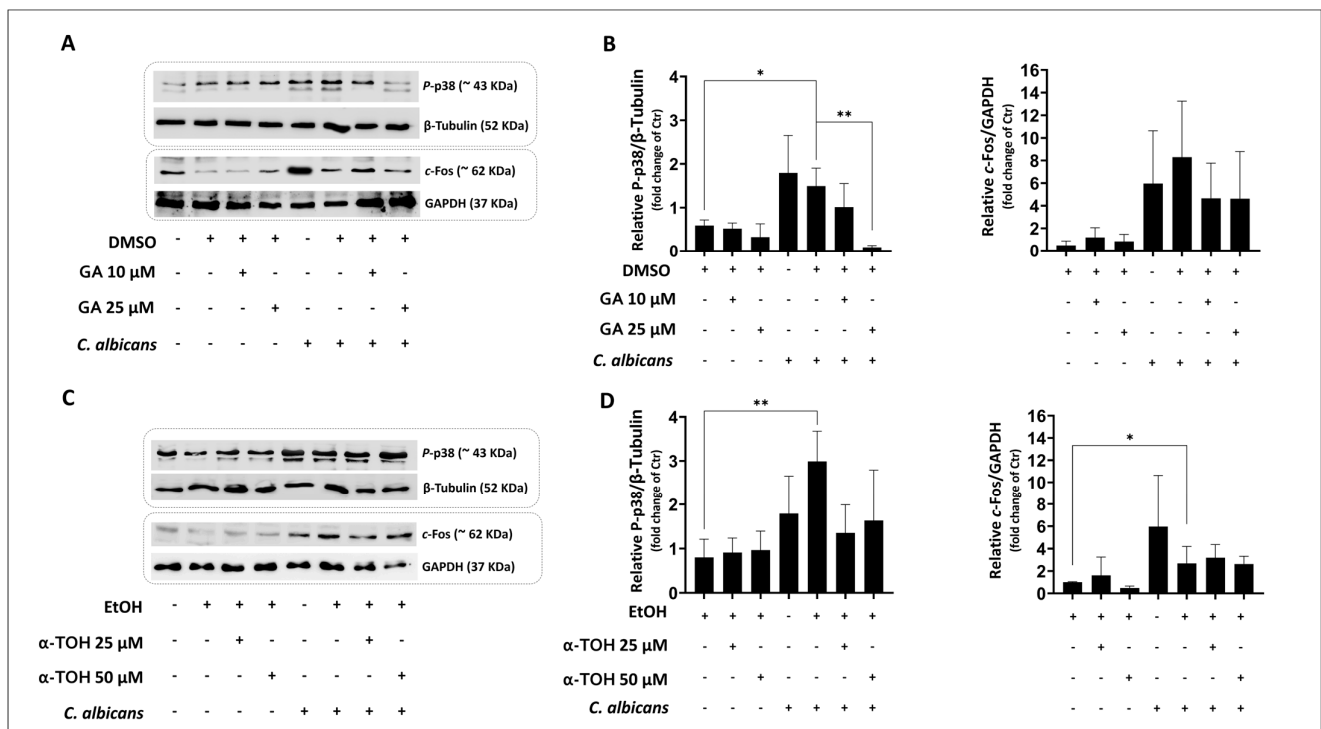 A
P-p38 (~ 43 KDa)
β-Tubulin (52 KDa)
c-Fos (~ 62 KDa)
GAPDH (37 KDa)
DMSO - + + + - + + +
GA 10 µM - - + - - - + -
GA 25 µM - - - + - - - +
C. albicans - - - - + + + +
B
Relative P-p38/β-Tubulin
(fold change of Ctr)
4
3
2
1
0
*
**
DMSO + + + - + + +
GA 10 µM - + - - - + -
GA 25 µM - - + - - - +
C. albicans - - - + + + +
Relative c-Fos/GAPDH
(fold change of Ctr)
16
14
12
10
8
6
4
2
0
+ + + - + + +
- + - - - + -
- - + - - - +
- - - + + + +
C
P-p38 (~ 43 KDa)
β-Tubulin (52 KDa)
c-Fos (~ 62 KDa)
GAPDH (37 KDa)
EtOH - + + + - + + +
α-TOH 25 µM - - + - - - + -
α-TOH 50 µM - - - + - - - +
C. albicans - - - - + + + +
D
Relative P-p38/β-Tubulin
(fold change of Ctr)
4
3
2
1
0
**
EtOH + + + - + + +
α-TOH 25 µM - + - - - + -
α-TOH 50 µM - - + - - - +
C. albicans - - - + + + +
Relative c-Fos/GAPDH
(fold change of Ctr)
16
14
12
10
8
6
4
2
0
*
+ + + - + + +
- + - - - + -
- - + - - - +
- - - + + + +